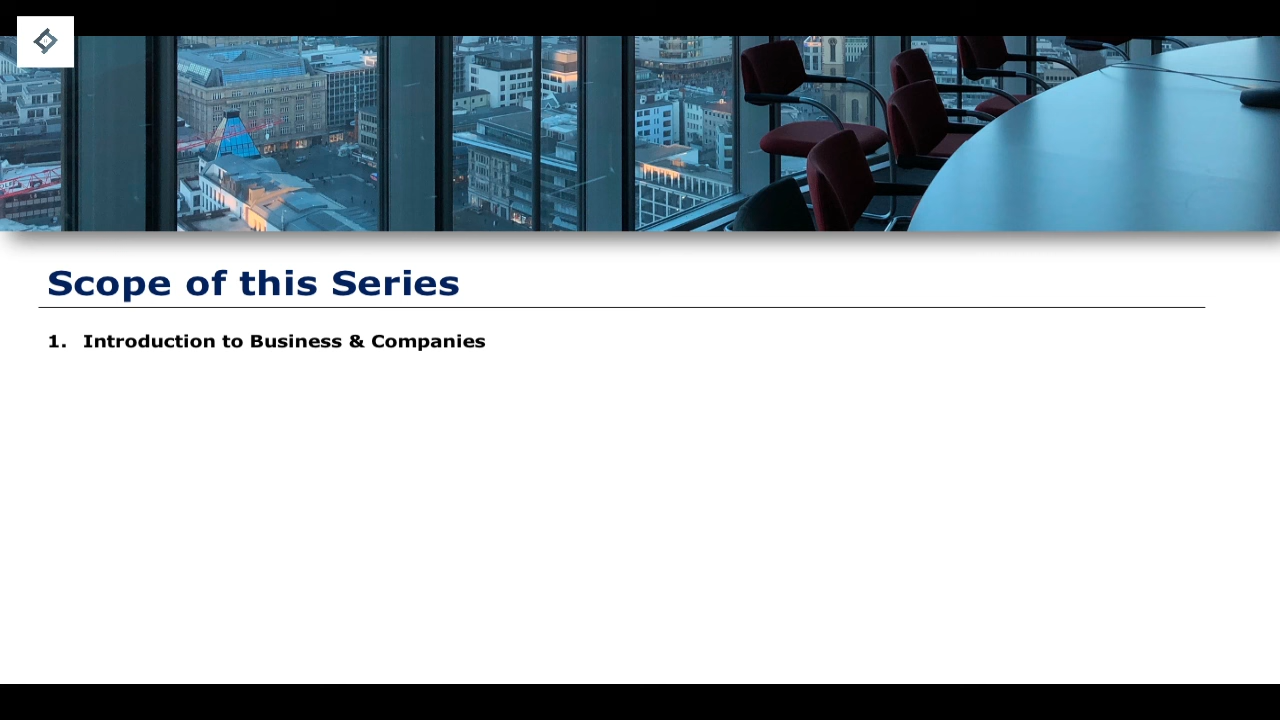 Scope of this Series
1. Introduction to Business & Companies